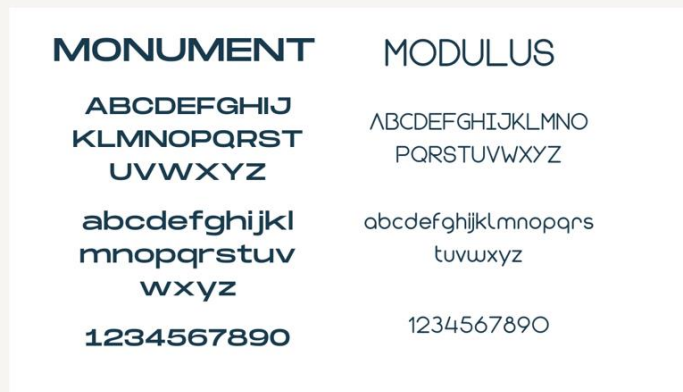 MONUMENT
ABCDEFGHIJ
KLMNOPQRST
UVWXYZ
abcdefghijkl
mnopqrstuv
wxyz
1234567890
MODULUS
ABCDEFGHIJKLMNO
PQRSTUVWXYZ
abcdefghijklmnopqrs
tuvwxyz
1234567890